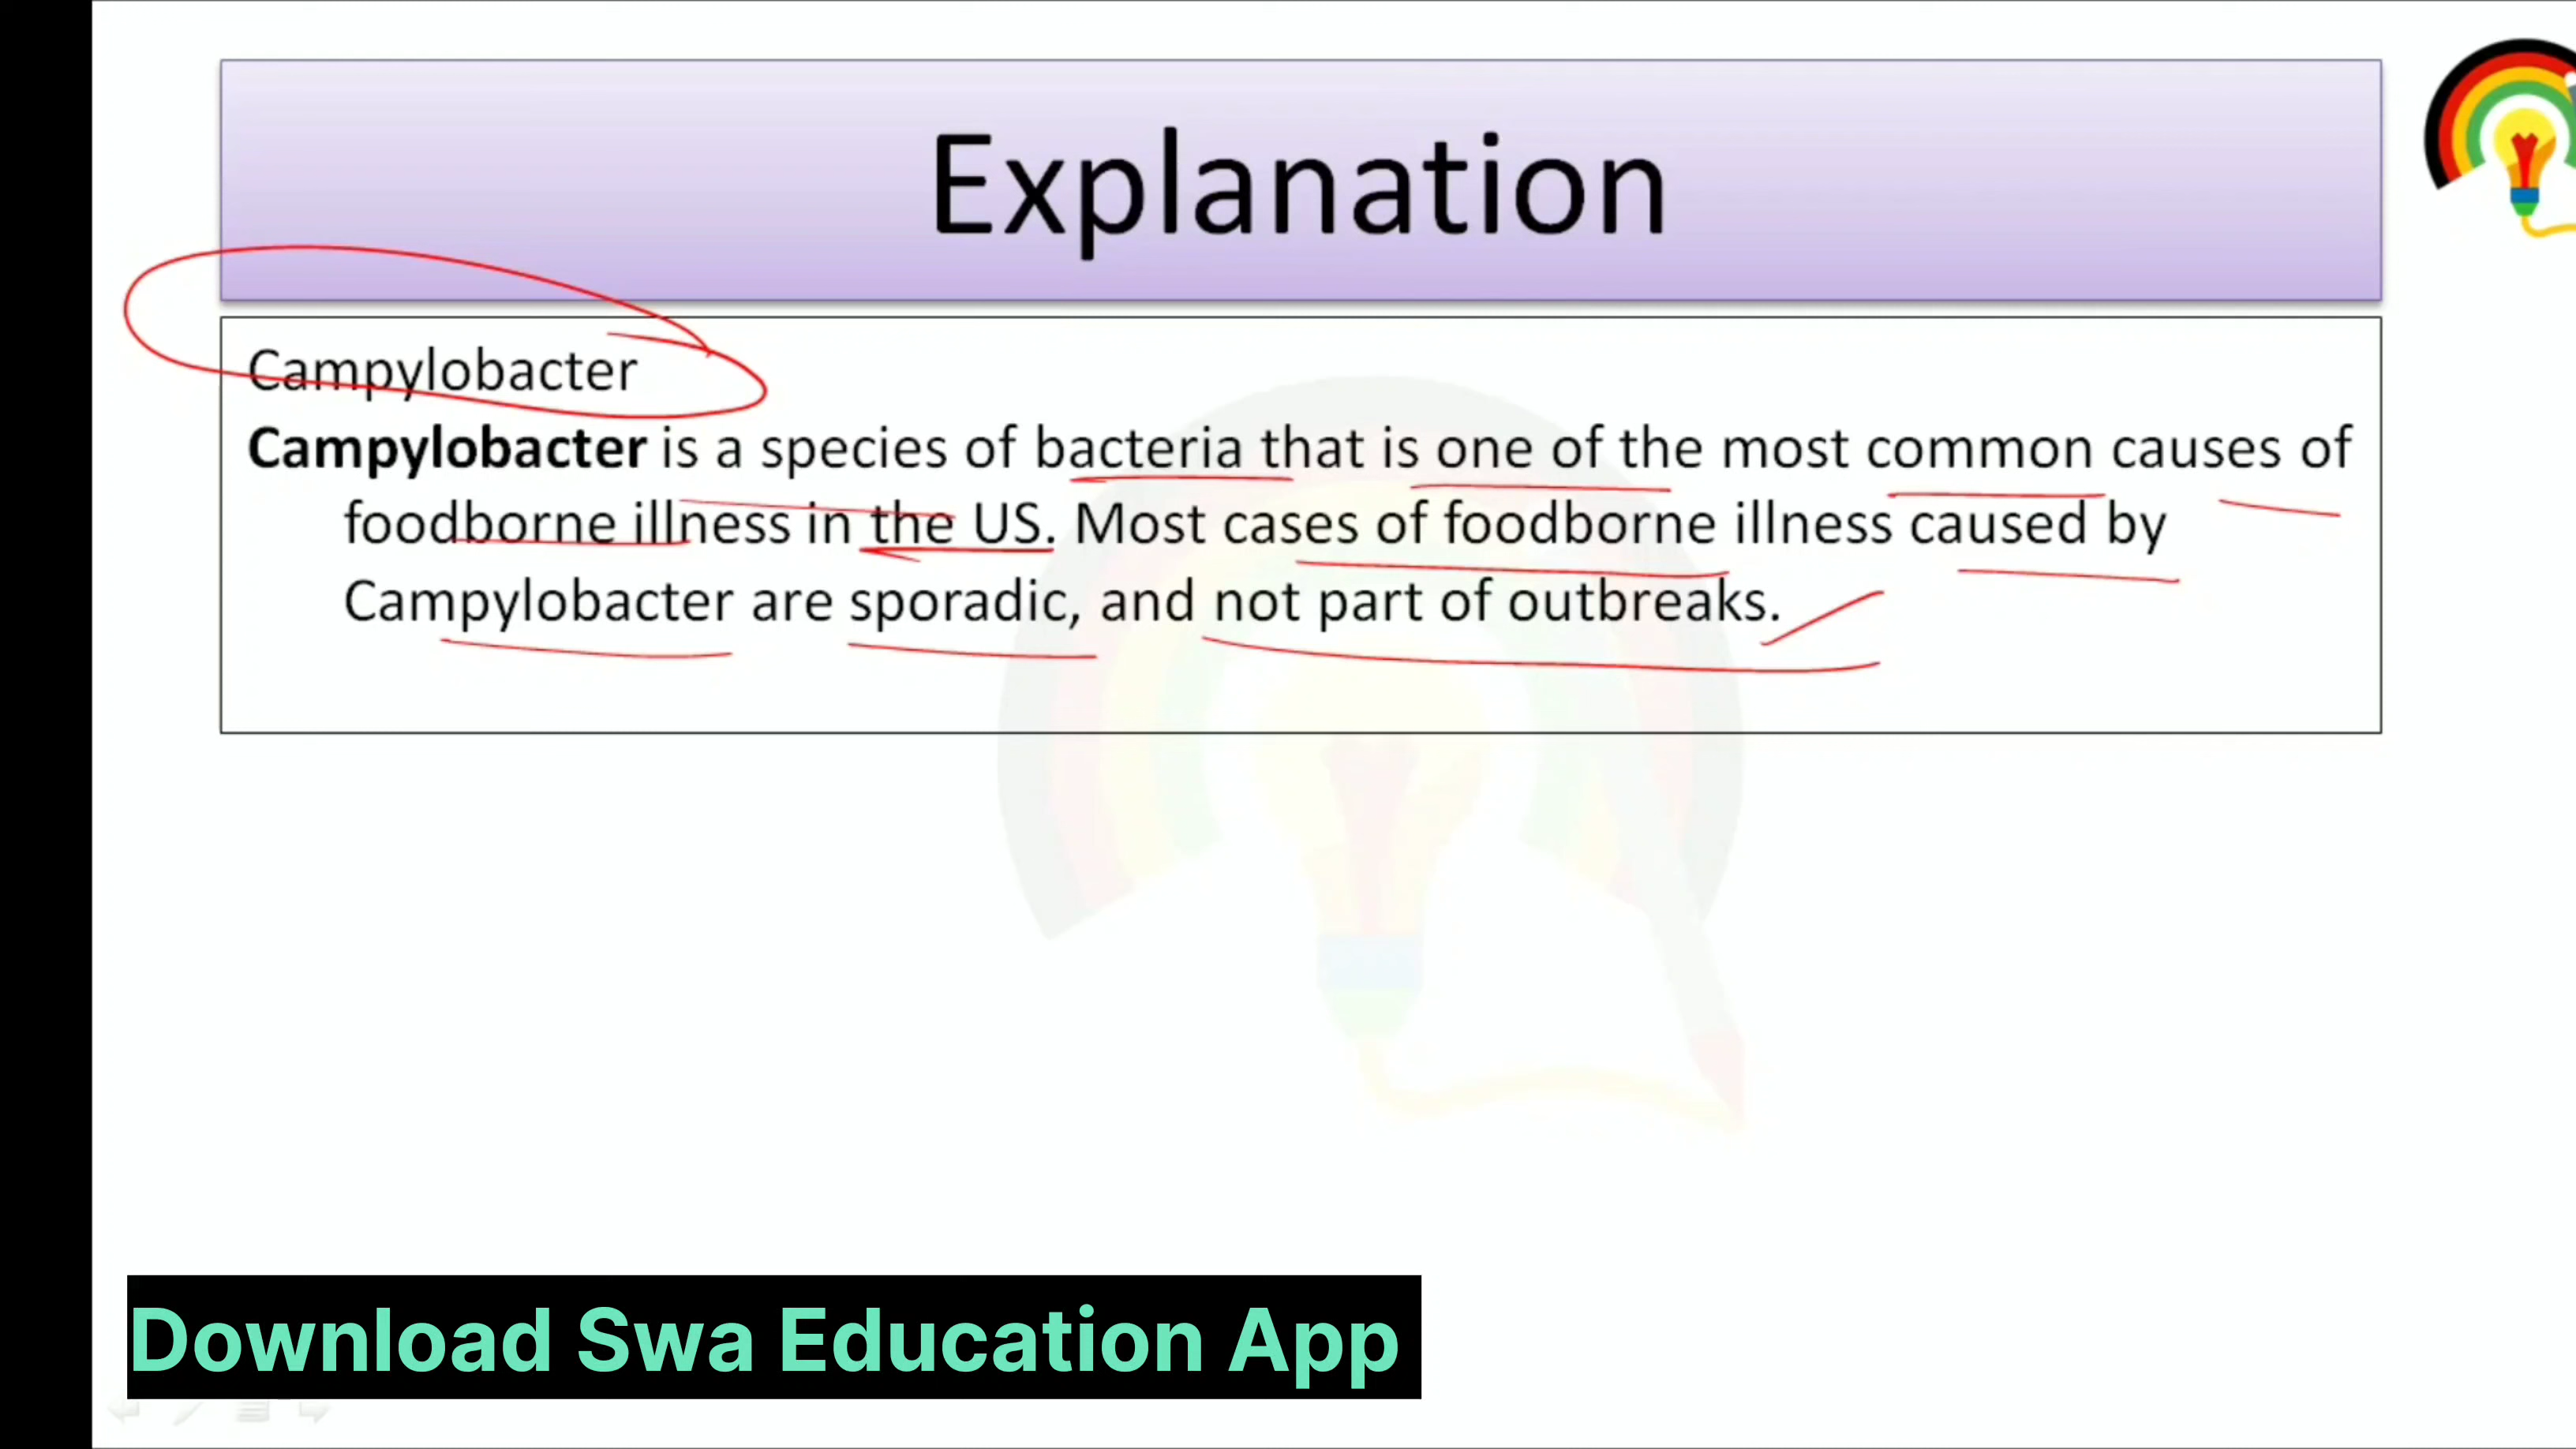 Explanation
Campylobacter
Campylobacter is a species of bacteria that is one of the most common causes of
foodborne illness in the US. Most cases of foodborne illness caused by
Campylobacter are sporadic, and not part of outbreaks.
Download Swa Education App